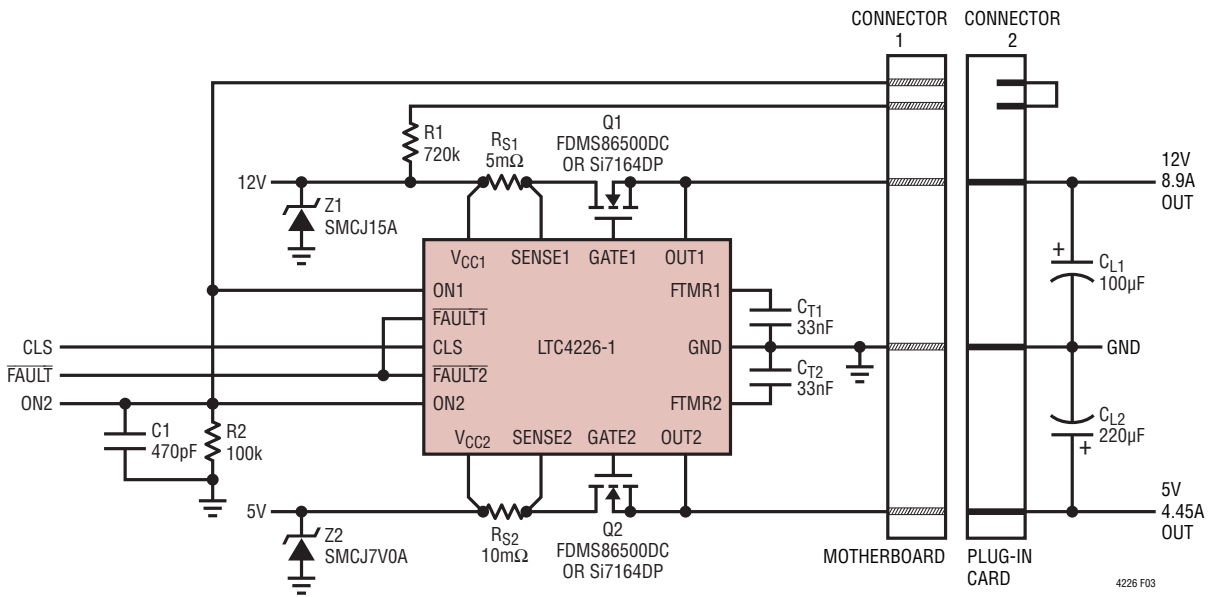 CONNECTOR
1
CONNECTOR
2
R1
720k
RS1
5mΩ
Q1
FDMS86500DC
OR Si7164DP
12V
8.9A
OUT
12V
Z1
SMCJ15A
VCC1
SENSE1
GATE1
OUT1
ON1
FTMR1
CT1
33nF
+
CL1
100µF
FAULT1
CLS
CLS
LTC4226-1
GND
GND
FAULT
FAULT2
CT2
33nF
ON2
ON2
FTMR2
C1
470pF
R2
100k
CL2
220µF
+
VCC2
SENSE2
GATE2
OUT2
5V
Z2
SMCJ7V0A
RS2
10mΩ
Q2
FDMS86500DC
OR Si7164DP
5V
4.45A
OUT
MOTHERBOARD
PLUG-IN
CARD
4226 F03